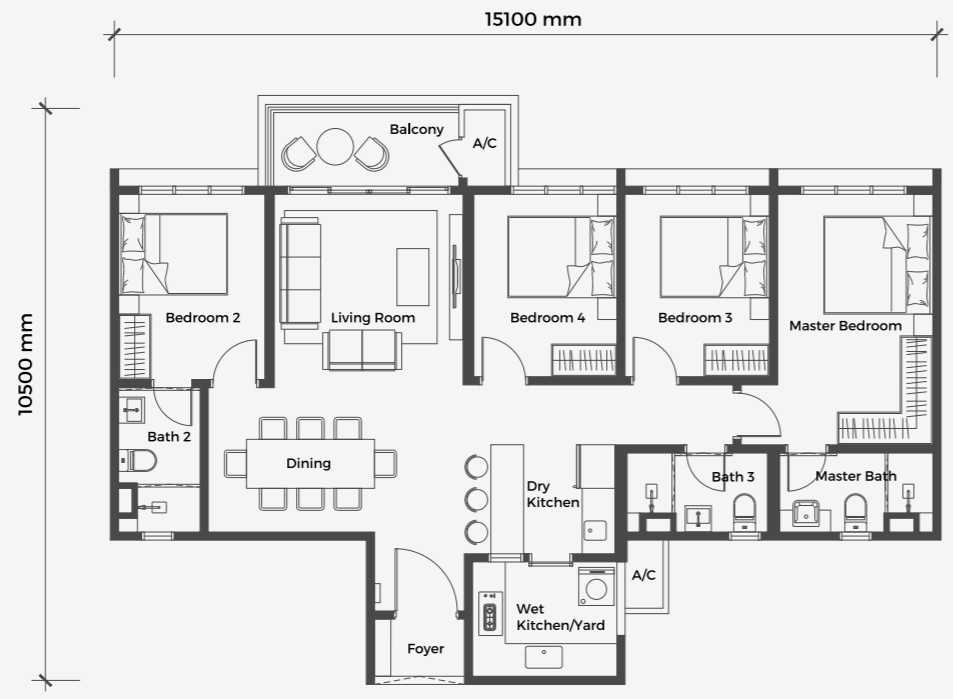 15100 mm
10500 mm
Balcony
A/C
Bedroom 2
Living Room
Bedroom 4
Bedroom 3
Master Bedroom
Bath 2
Dining
Dry
Kitchen
Bath 3
Master Bath
A/C
Wet
Kitchen/Yard
Foyer